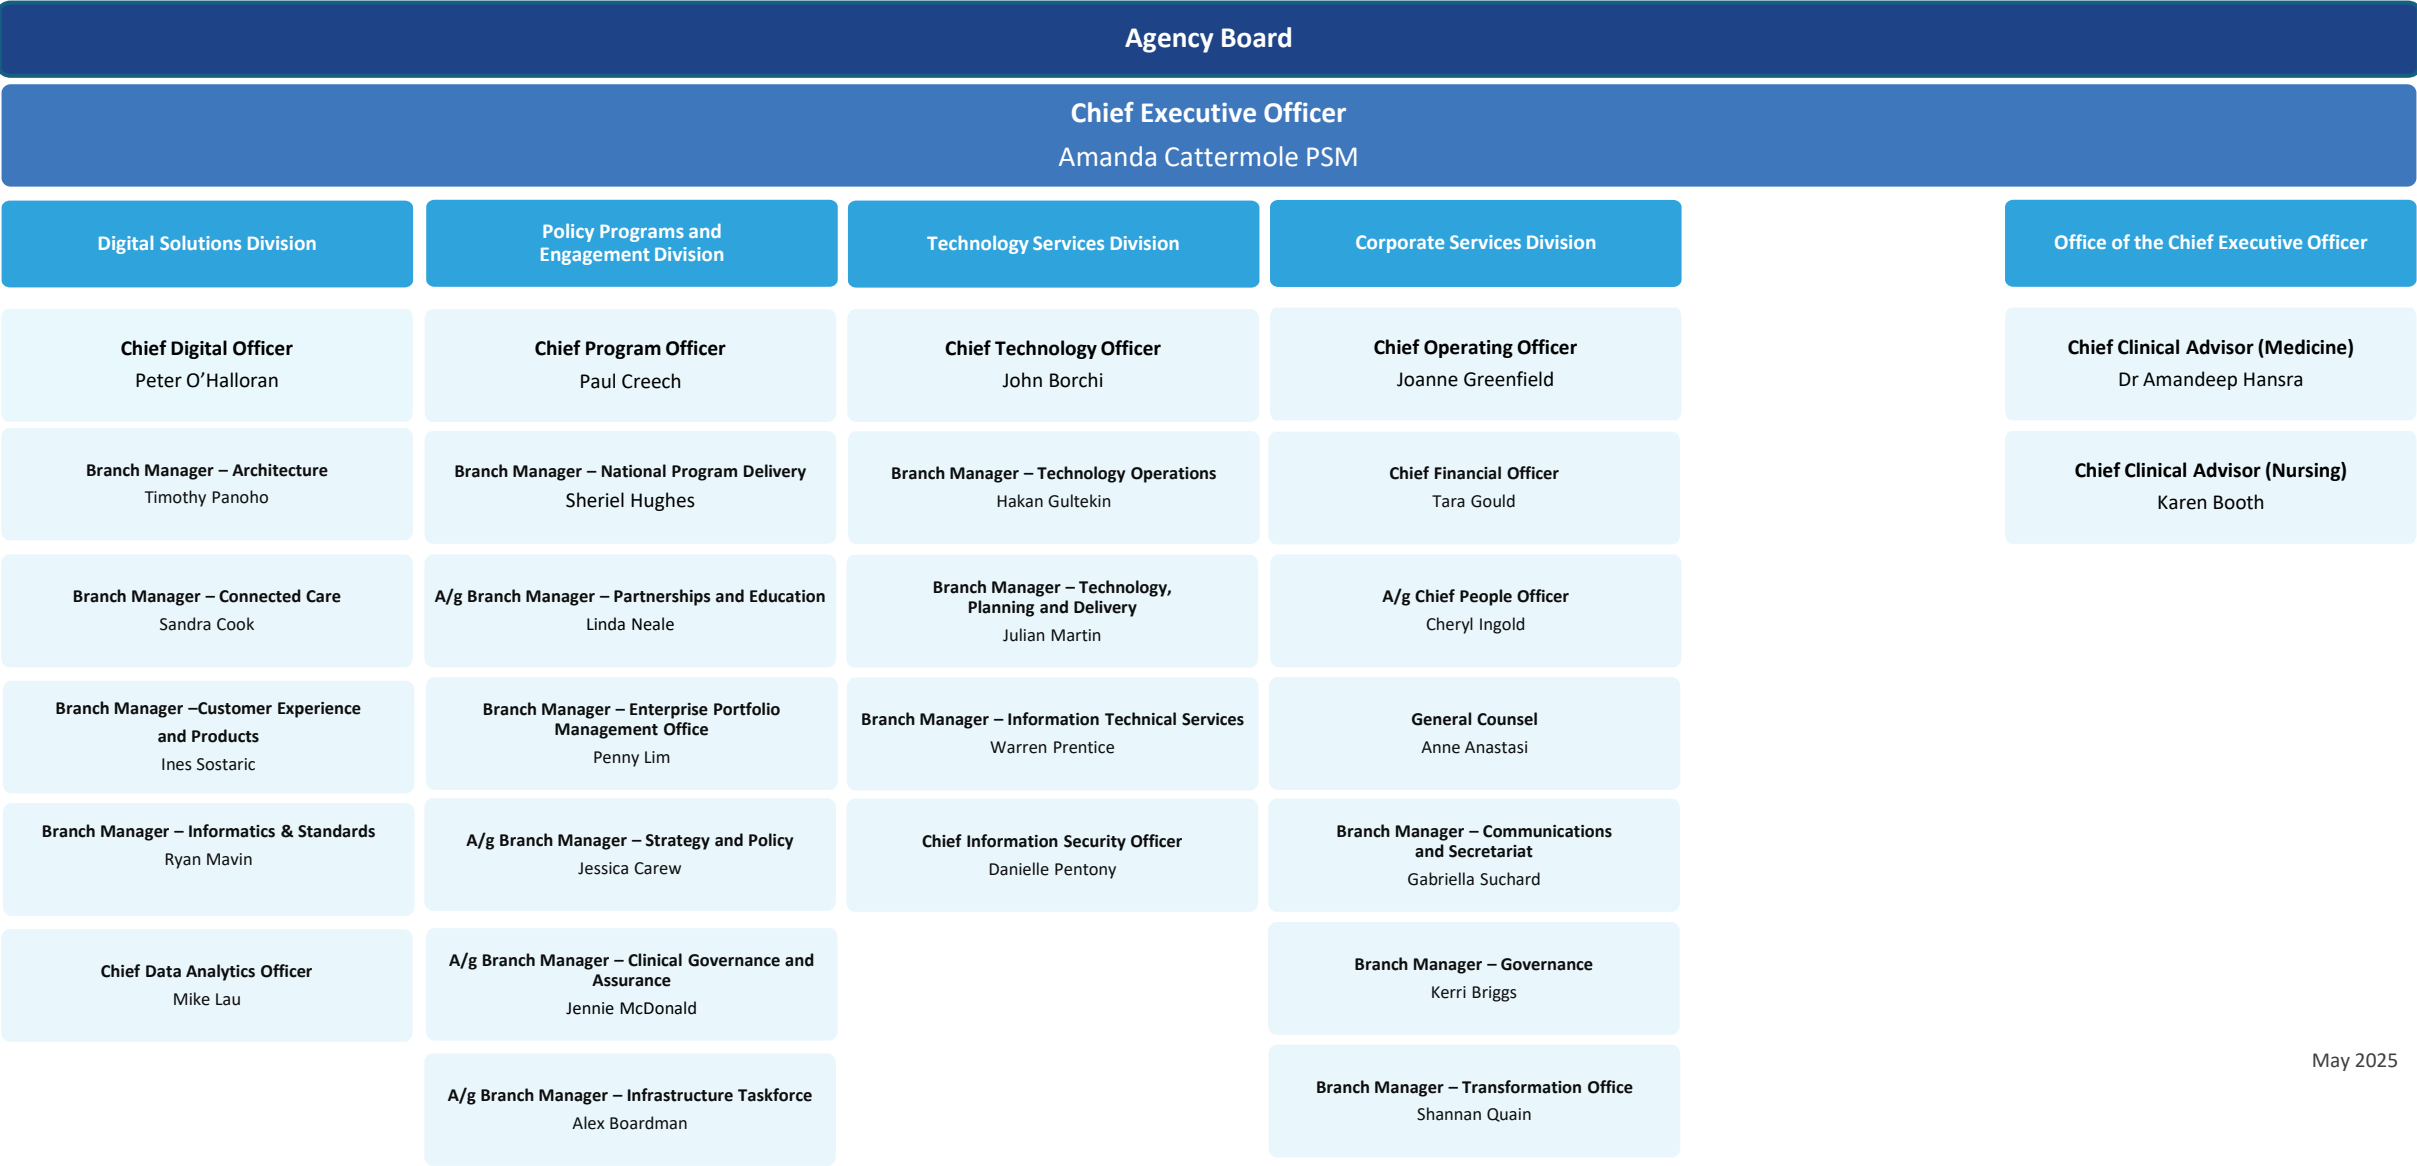 Agency Board
Chief Executive Officer
Amanda Cattermole PSM
Digital Solutions Division
Chief Digital Officer
Peter O’Halloran
Branch Manager – Architecture
Timothy Panoho
Branch Manager – Connected Care
Sandra Cook
Branch Manager –Customer Experience
and Products
Ines Sostaric
Branch Manager – Informatics & Standards
Ryan Mavin
Chief Data Analytics Officer
Mike Lau
Policy Programs and
Engagement Division
Chief Program Officer
Paul Creech
Branch Manager – National Program Delivery
Sheriel Hughes
A/g Branch Manager – Partnerships and Education
Linda Neale
Branch Manager – Enterprise Portfolio
Management Office
Penny Lim
A/g Branch Manager – Strategy and Policy
Jessica Carew
A/g Branch Manager – Clinical Governance and
Assurance
Jennie McDonald
A/g Branch Manager – Infrastructure Taskforce
Alex Boardman
Technology Services Division
Chief Technology Officer
John Borchi
Branch Manager – Technology Operations
Hakan Gultekin
Branch Manager – Technology,
Planning and Delivery
Julian Martin
Branch Manager – Information Technical Services
Warren Prentice
Chief Information Security Officer
Danielle Pentony
Corporate Services Division
Chief Operating Officer
Joanne Greenfield
Chief Financial Officer
Tara Gould
A/g Chief People Officer
Cheryl Ingold
General Counsel
Anne Anastasi
Branch Manager – Communications
and Secretariat
Gabriella Suchard
Branch Manager – Governance
Kerri Briggs
Branch Manager – Transformation Office
Shannan Quain
Office of the Chief Executive Officer
Chief Clinical Advisor (Medicine)
Dr Amandeep Hansra
Chief Clinical Advisor (Nursing)
Karen Booth
May 2025